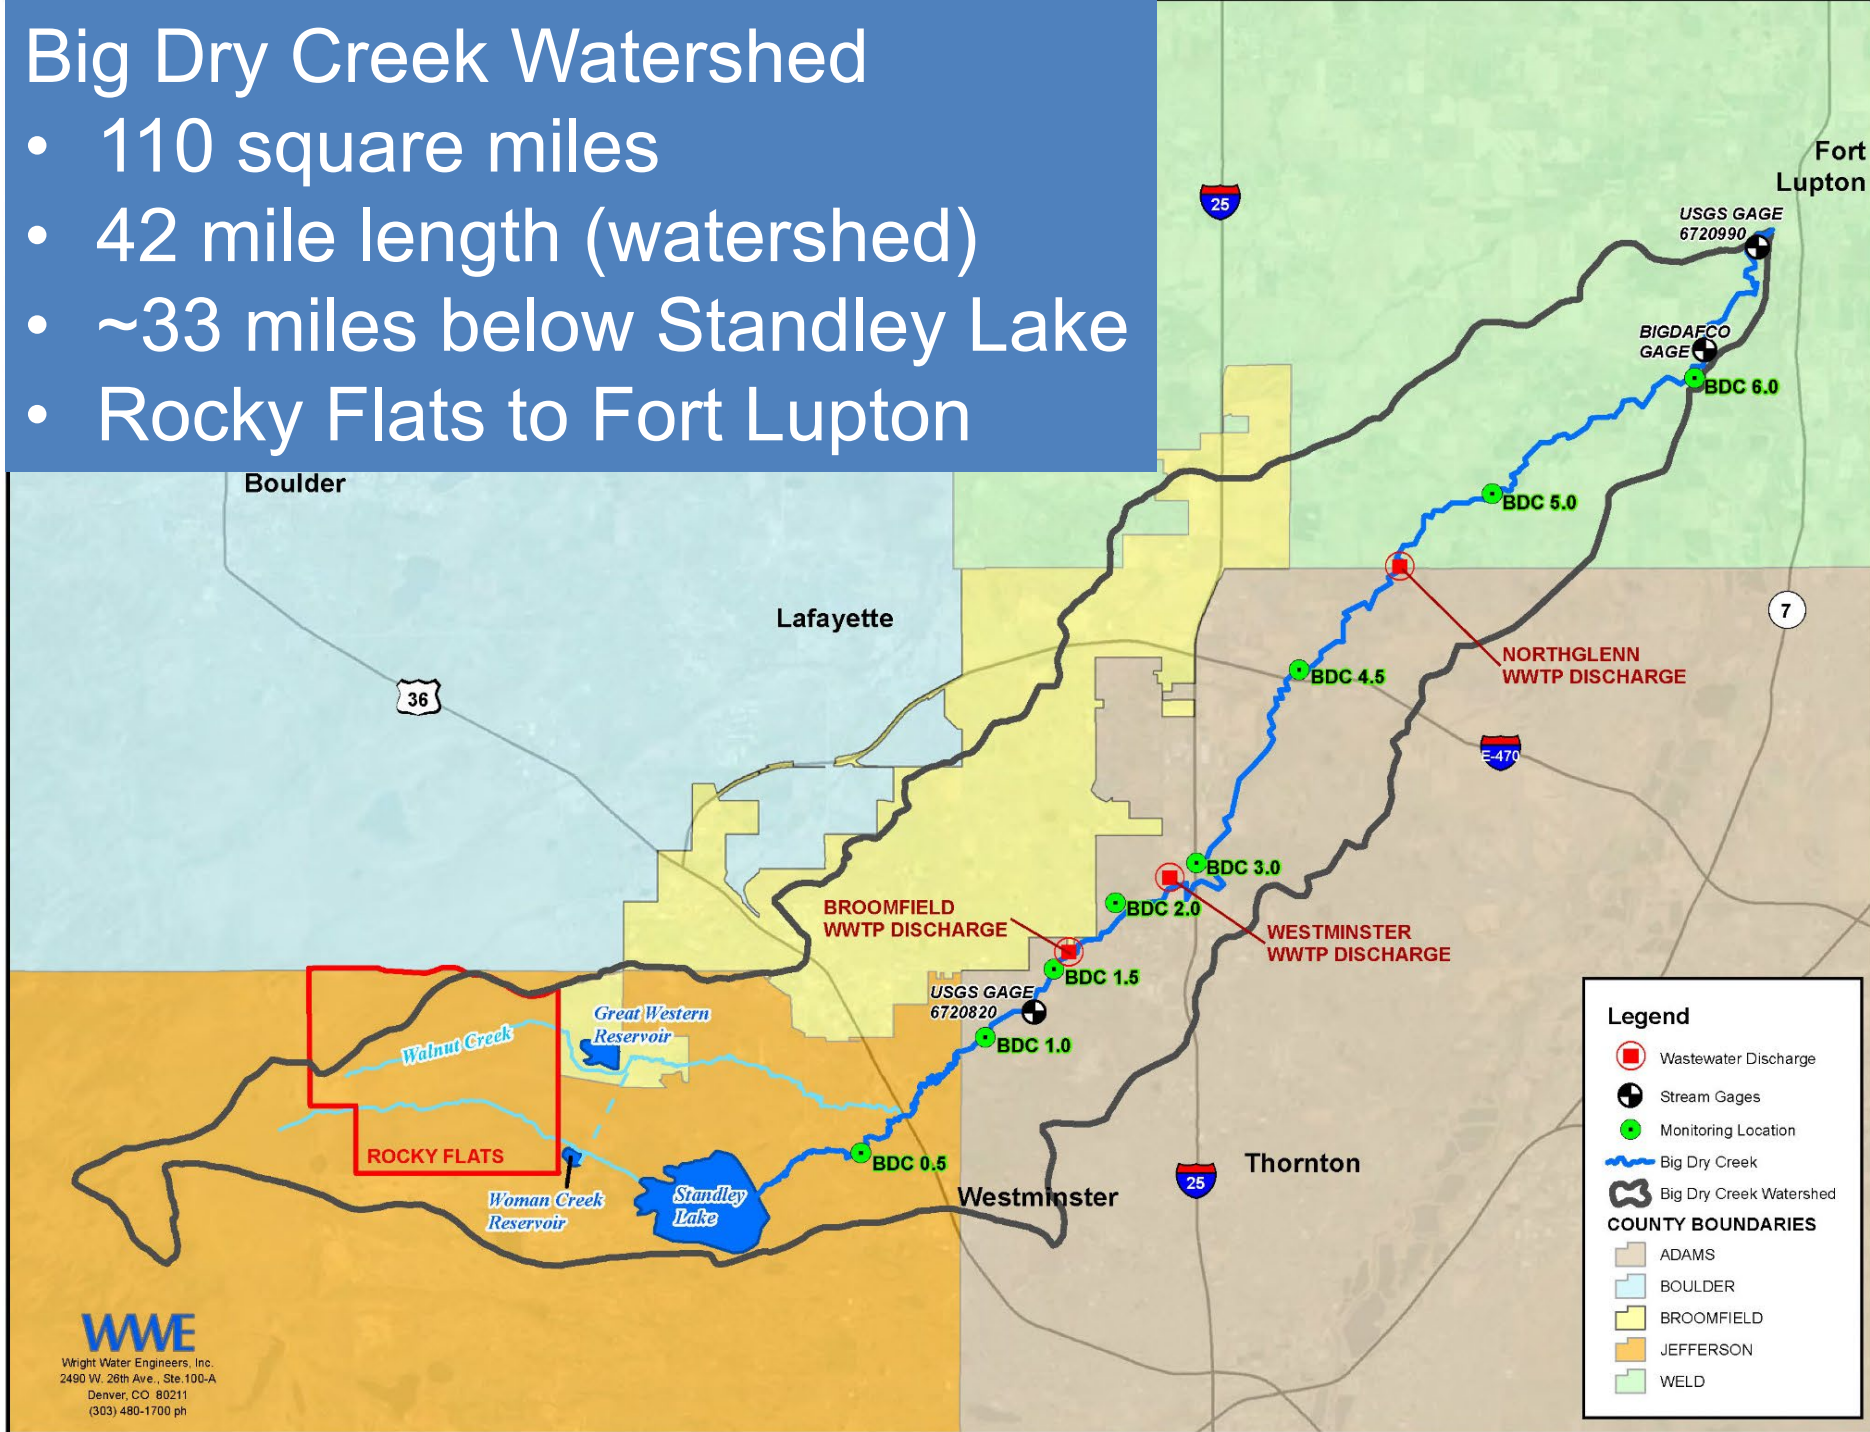 Big Dry Creek Watershed
• 110 square miles
• 42 mile length (watershed)
• ~33 miles below Standley Lake
• Rocky Flats to Fort Lupton
Fort
Lupton
25
USGS GAGE
6720990
BIGDAFCO
GAGE
BDC 6.0
Boulder
BDC 5.0
Lafayette
7
NORTHGLENN
WWTP DISCHARGE
BDC 4.5
36
E-470
BDC 3.0
BROOMFIELD
WWTP DISCHARGE
BDC 2.0
WESTMINSTER
WWTP DISCHARGE
BDC 1.5
USGS GAGE
6720820
Great Western
Reservoir
Walnut Creek
BDC 1.0
ROCKY FLATS
BDC 0.5
Thornton
25
Westminster
Woman Creek
Reservoir
Standley
Lake
Legend
Wastewater Discharge
Stream Gages
Monitoring Location
Big Dry Creek
Big Dry Creek Watershed
COUNTY BOUNDARIES
ADAMS
BOULDER
BROOMFIELD
JEFFERSON
WELD
WWE
Wright Water Engineers, Inc.
2490 W. 26th Ave., Ste.100-A
Denver, CO 80211
(303) 480-1700 ph